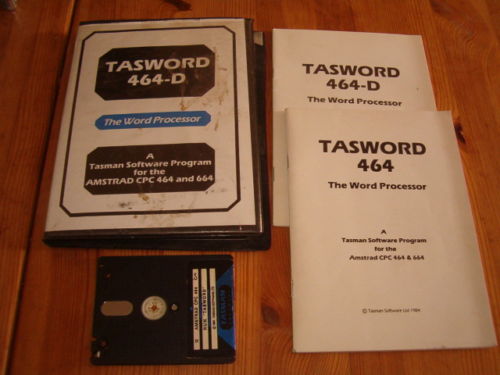 TASWORD
464-D
The Word Processor
A
Tasman Software Program
for the
AMSTRAD CPC 464 and 664
TASWORD
464-D
The Word Processor
TASWORD
464
The Word Processor
A
Tasman Software Program
for the
Amstrad CPC 464 & 664
© Tasman Software Ltd 1984